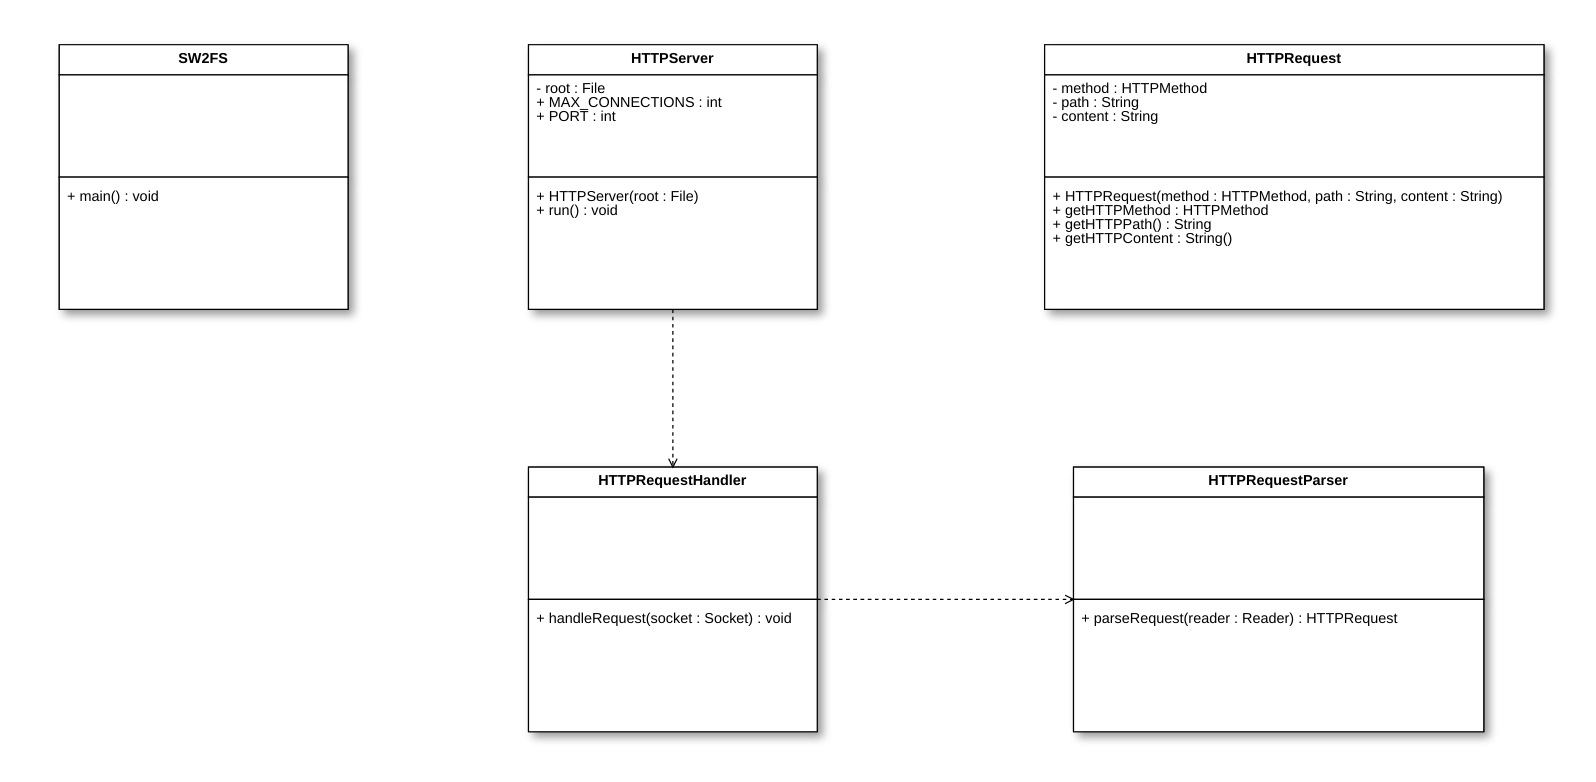 SW2FS
+ main() : void
HTTPServer
- root : File
+ MAX_CONNECTIONS : int
+ PORT : int
+ HTTPServer(root : File)
+ run() : void
HTTPRequest
- method : HTTPMethod
- path : String
- content : String
+ HTTPRequest(method : HTTPMethod, path : String, content : String)
+ getHTTPMethod : HTTPMethod
+ getHTTPPath() : String
+ getHTTPContent : String()
HTTPRequestHandler
+ handleRequest(socket : Socket) : void
HTTPRequestParser
+ parseRequest(reader : Reader) : HTTPRequest